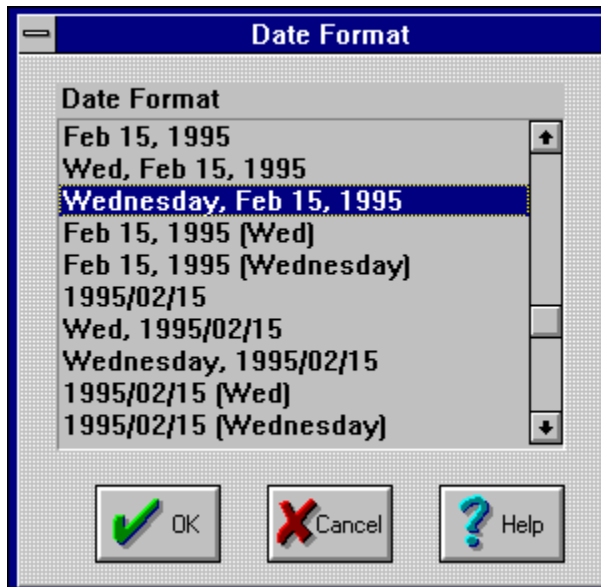 Date Format
Date Format
Feb 15, 1995
Wed, Feb 15, 1995
Wednesday, Feb 15, 1995
Feb 15, 1995 (Wed)
Feb 15, 1995 (Wednesday)
1995/02/15
Wed, 1995/02/15
Wednesday, 1995/02/15
1995/02/15 (Wed)
1995/02/15 (Wednesday)
OK Cancel Help